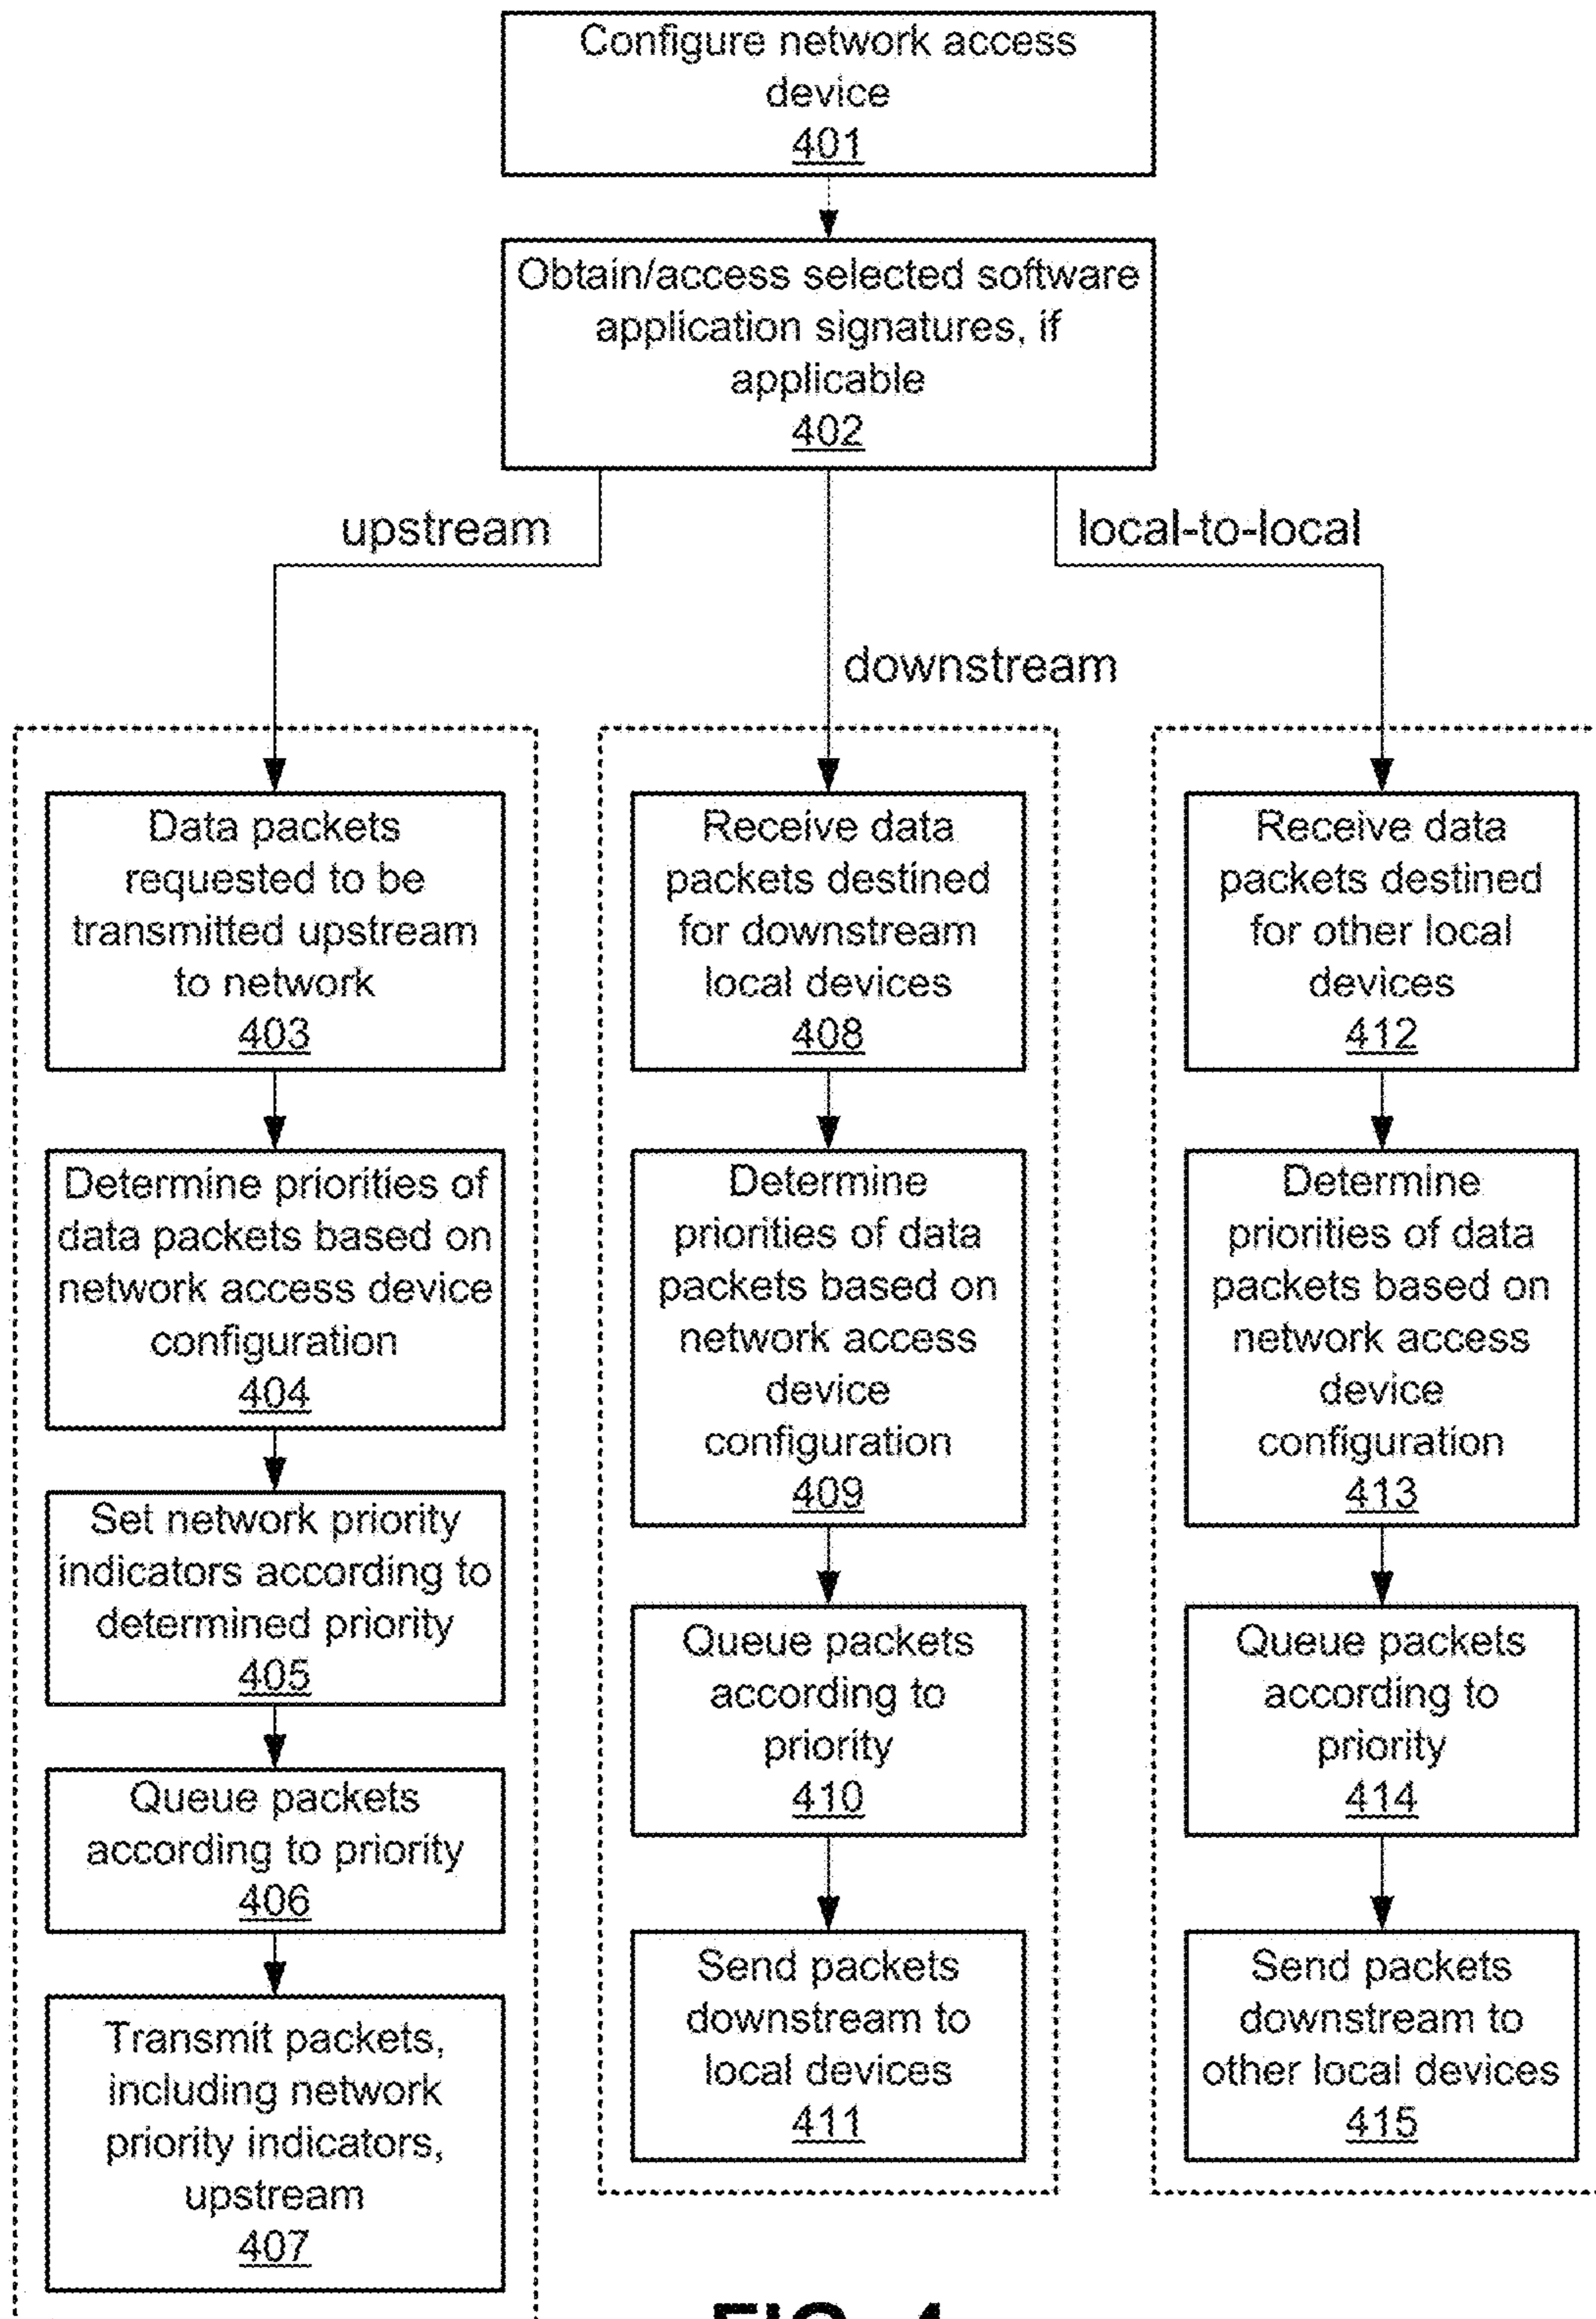 Configure network access
device
401
Obtain/access selected software
application signatures, if
applicable
402
upstream
local-to-local
downstream
Data packets
requested to be
transmitted upstream
to network
403
Determine priorities of
data packets based on
network access device
configuration
404
Set network priority
indicators according to
determined priority
405
Queue packets
according to priority
406
Transmit packets,
including network
priority indicators,
upstream
407
Receive data
packets destined
for downstream
local devices
408
Determine
priorities of data
packets based on
network access
device
configuration
409
Queue packets
according to
priority
410
Send packets
downstream to
local devices
411
Receive data
packets destined
for other local
devices
412
Determine
priorities of data
packets based on
network access
device
configuration
413
Queue packets
according to
priority
414
Send packets
downstream to
other local devices
415
FIG. 4